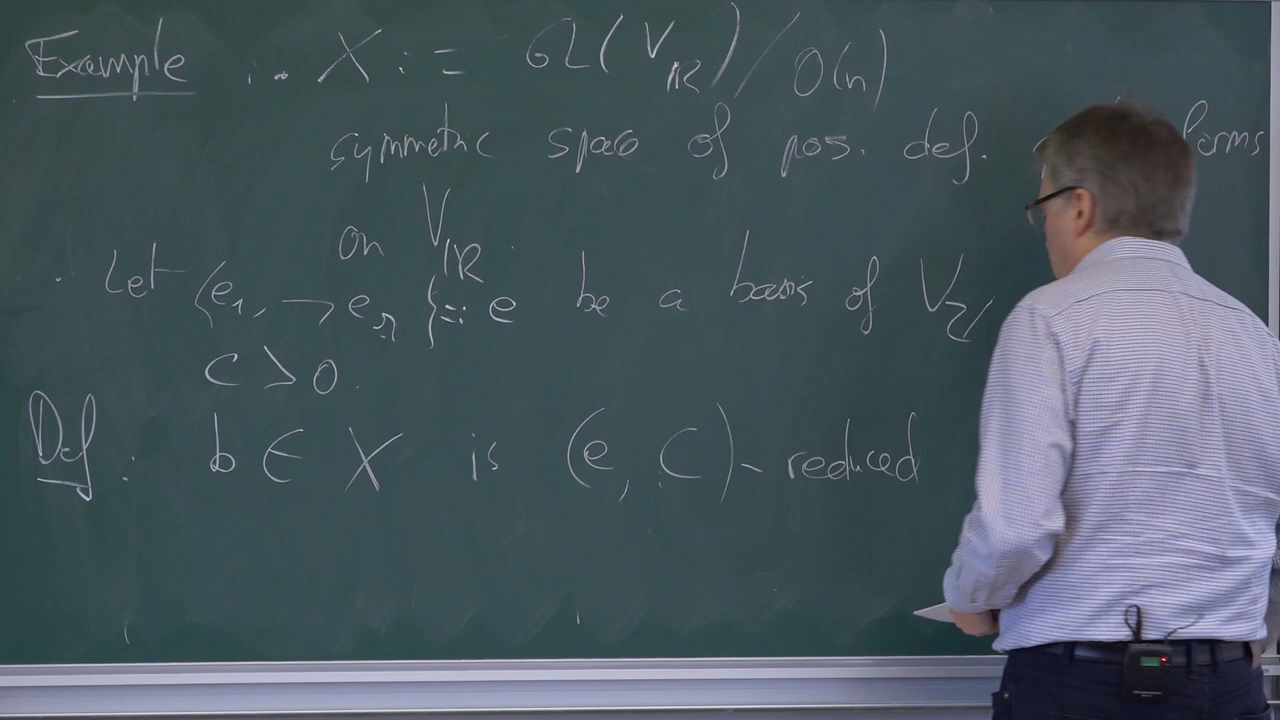 Example : X := GL(V_ℝ) / O(n)
symmetric space of pos. def. forms
on V_ℝ.
Let {e_1, → e_n} =: e be a basis of V_ℤ
C > 0.
Def : b ∈ X is (e, C) - reduced